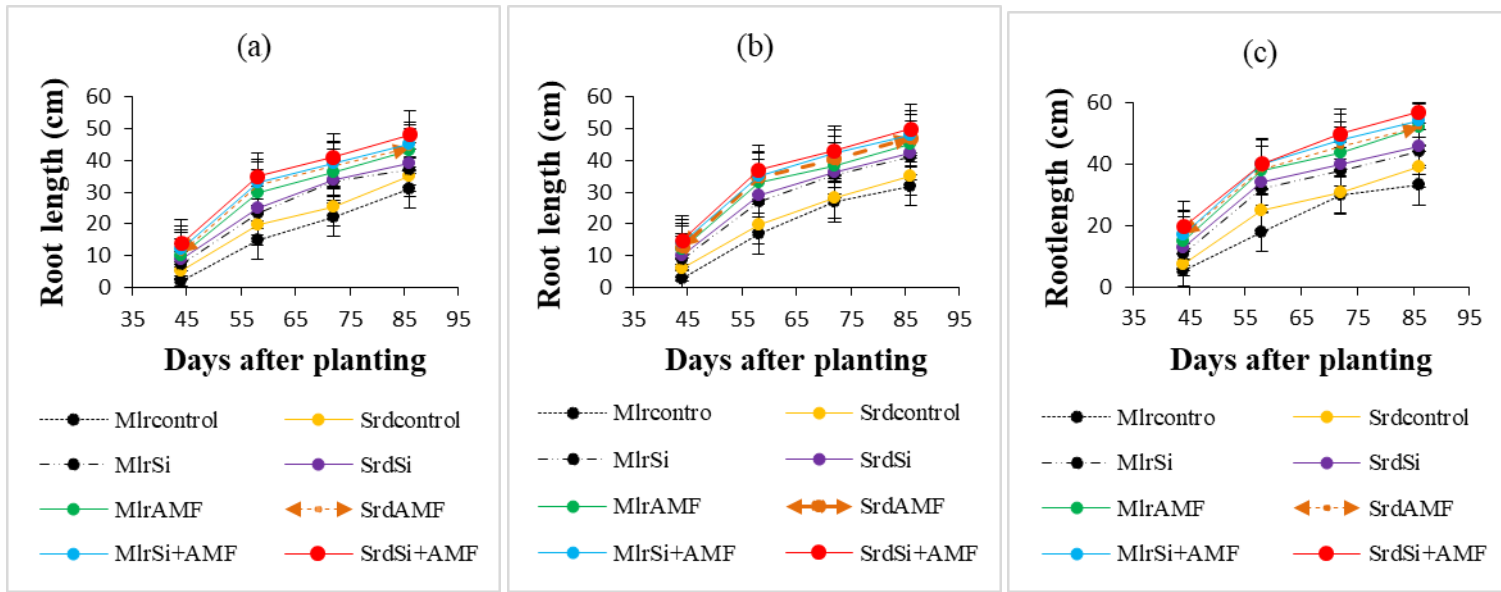 (a)
Root length (cm)
60
50
40
30
20
10
0
35 45 55 65 75 85 95
Days after planting
Mlrcontrol Srdcontrol
MlrSi SrdSi
MlrAMF SrdAMF
MlrSi+AMF SrdSi+AMF
(b)
Root length (cm)
60
50
40
30
20
10
0
35 45 55 65 75 85 95
Days after planting
Mlrcontro Srdcontrol
MlrSi SrdSi
MlrAMF SrdAMF
MlrSi+AMF SrdSi+AMF
(c)
Rootlength (cm)
60
40
20
0
35 45 55 65 75 85 95
Days after planting
Mlrcontro Srdcontrol
MlrSi SrdSi
MlrAMF SrdAMF
MlrSi+AMF SrdSi+AMF